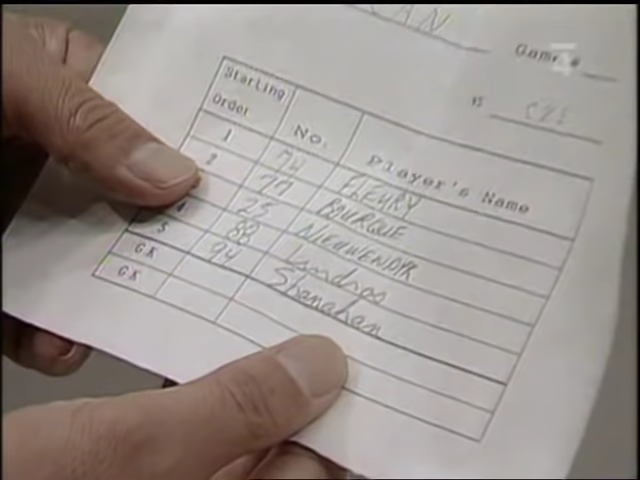 CAN
Game #
vs CZE
Starting Order No. Player's Name
1 74 FLEURY
2 77 BOURQUE
25 NIEUWENDYK
4 88 Lindros
5 94 Shanahan
GK
GK